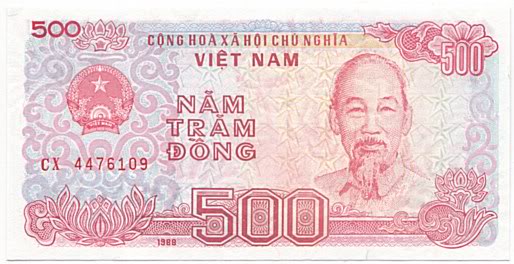 500
CỘNG HOÀ XÃ HỘI CHỦ NGHĨA
VIỆT NAM
500
NĂM
TRĂM
ĐỒNG
CX 4476109
500
1988